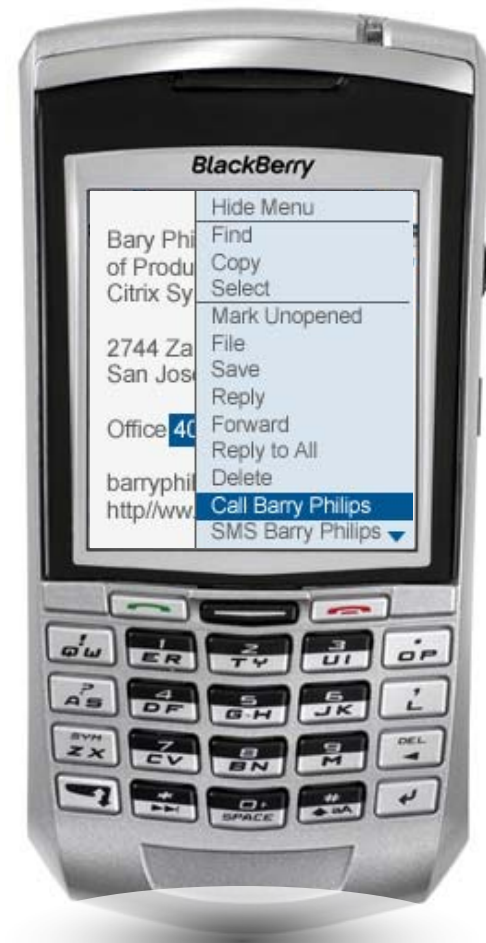 BlackBerry
Bary Phi
of Produ
Citrix Sy
2744 Za
San Jos
Office 40
barryphil
http//ww.
Hide Menu
Find
Copy
Select
Mark Unopened
File
Save
Reply
Forward
Reply to All
Delete
Call Barry Philips
SMS Barry Philips
! 1 2 3 .
QW ER TY UI OP
? 4 5 6 ,
AS DF G H JK L
SYM 7 8 9 DEL
ZX CV BN M
* 0 #
SPACE aA